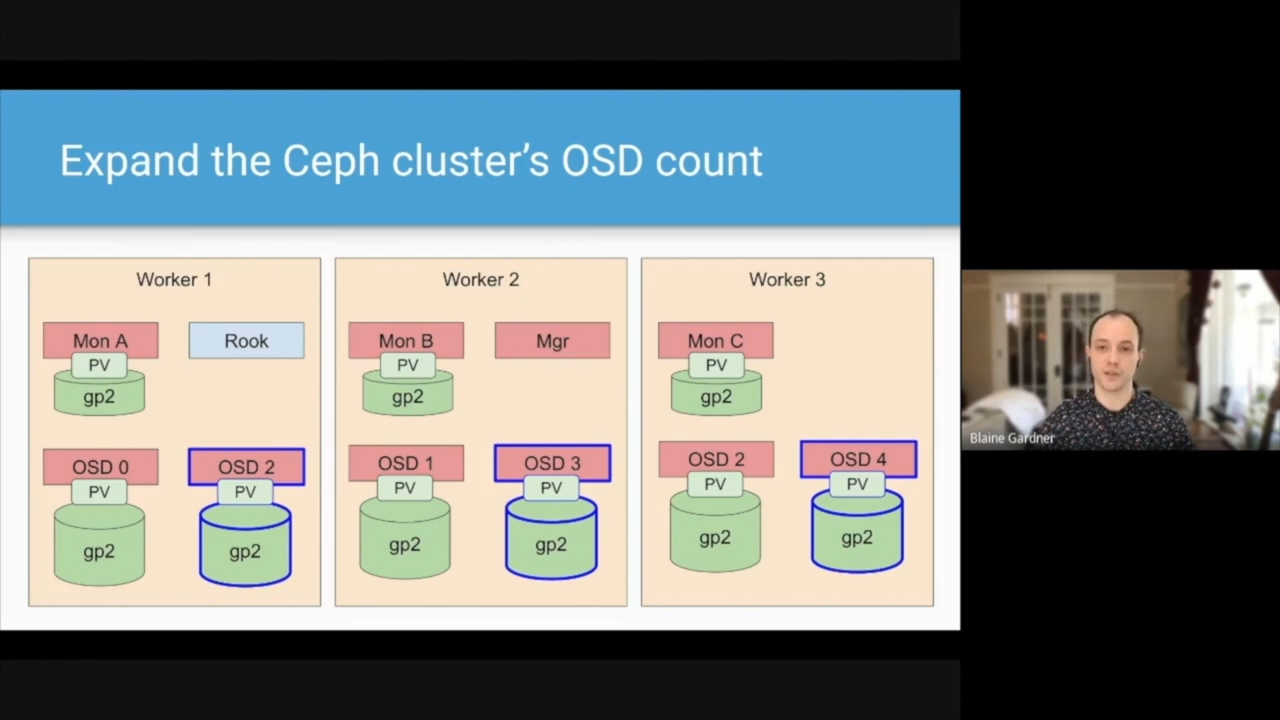 Expand the Ceph cluster's OSD count
Worker 1
Mon A
Rook
PV
gp2
OSD 0
OSD 2
PV
PV
gp2
gp2
Worker 2
Mon B
Mgr
PV
gp2
OSD 1
OSD 3
PV
PV
gp2
gp2
Worker 3
Mon C
PV
gp2
OSD 2
OSD 4
PV
PV
gp2
gp2
Blaine Gardner